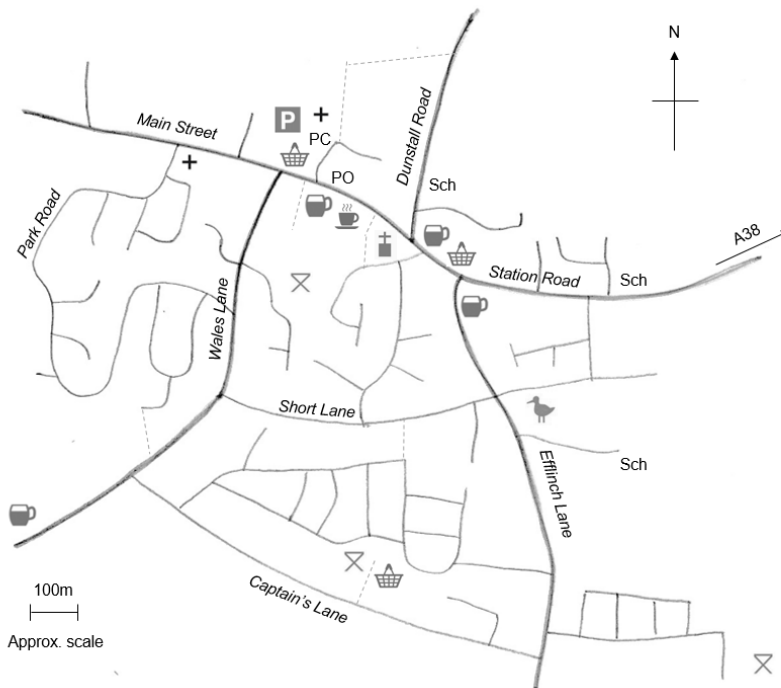 N
Main Street
P
PC
Dunstall Road
PO
Sch
Park Road
A38
Station Road
Sch
Wales Lane
Short Lane
Sch
Efflinch Lane
100m
Captain's Lane
Approx. scale